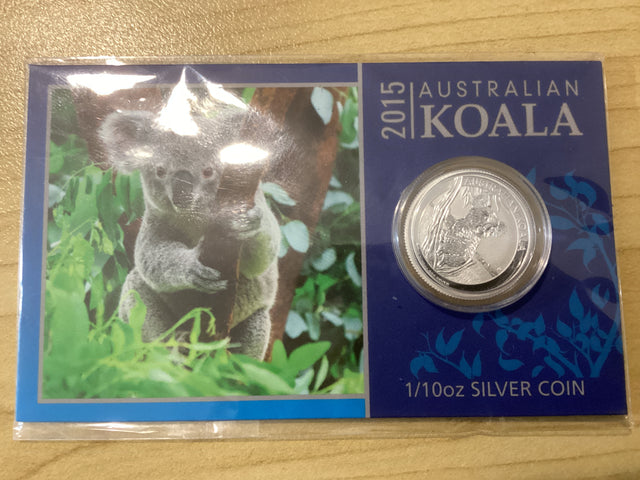 2015
AUSTRALIAN
KOALA
1/10oz SILVER COIN